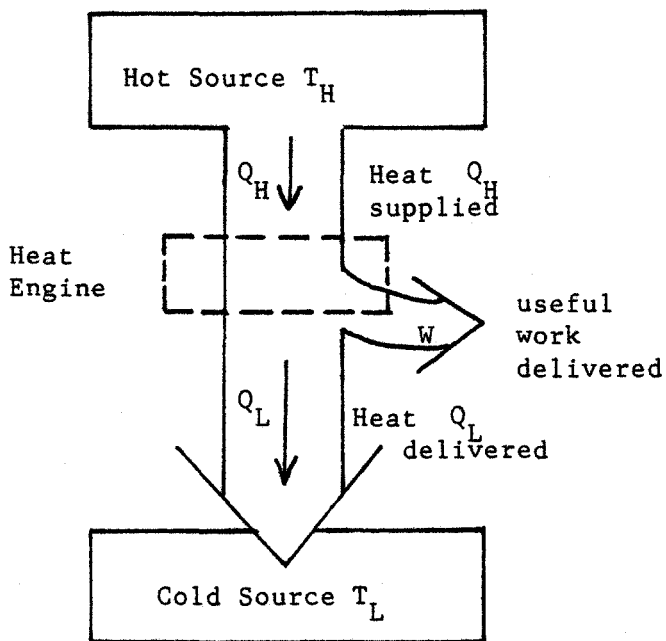 Hot Source T_H
Q_H
Heat Q_H
supplied
Heat
Engine
useful
work
delivered
W
Q_L
Heat Q_L
delivered
Cold Source T_L